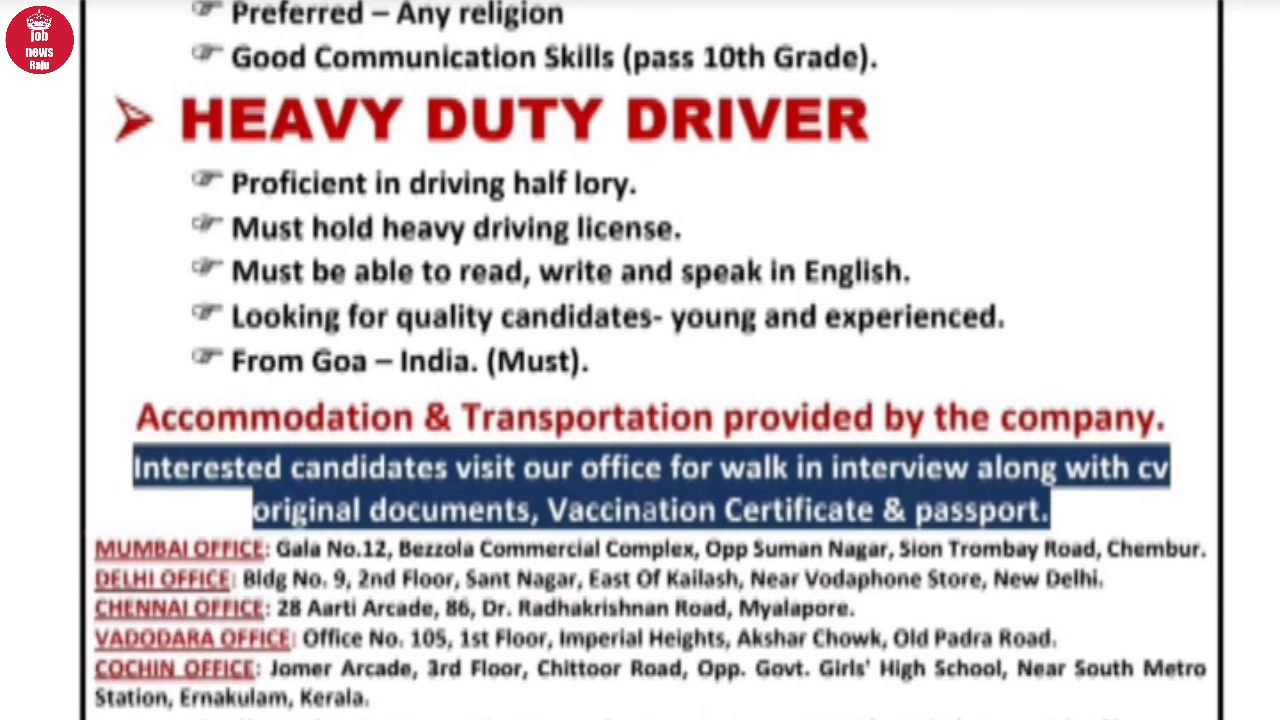 job
news
Raju
Preferred – Any religion
Good Communication Skills (pass 10th Grade).
HEAVY DUTY DRIVER
Proficient in driving half lory.
Must hold heavy driving license.
Must be able to read, write and speak in English.
Looking for quality candidates- young and experienced.
From Goa – India. (Must).
Accommodation & Transportation provided by the company.
Interested candidates visit our office for walk in interview along with cv
original documents, Vaccination Certificate & passport.
MUMBAI OFFICE: Gala No.12, Bezzola Commercial Complex, Opp Suman Nagar, Sion Trombay Road, Chembur.
DELHI OFFICE: Bldg No. 9, 2nd Floor, Sant Nagar, East Of Kailash, Near Vodaphone Store, New Delhi.
CHENNAI OFFICE: 28 Aarti Arcade, 86, Dr. Radhakrishnan Road, Myalapore.
VADODARA OFFICE: Office No. 105, 1st Floor, Imperial Heights, Akshar Chowk, Old Padra Road.
COCHIN OFFICE: Jomer Arcade, 3rd Floor, Chittoor Road, Opp. Govt. Girls' High School, Near South Metro
Station, Ernakulam, Kerala.